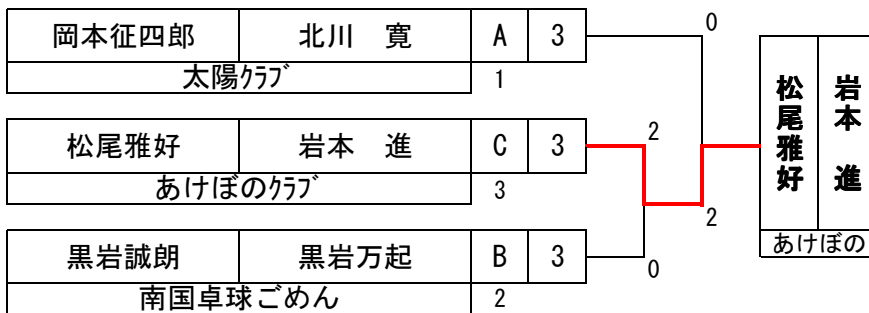 岡本征四郎 北川　寛 A 3
太陽ｸﾗﾌﾞ 1
0
松尾雅好 岩本　進 C 3
あけぼのｸﾗﾌﾞ 3
2
2
黒岩誠朗 黒岩万起 B 3
南国卓球ごめん 2
0
松尾雅好 岩本　進
あけぼの